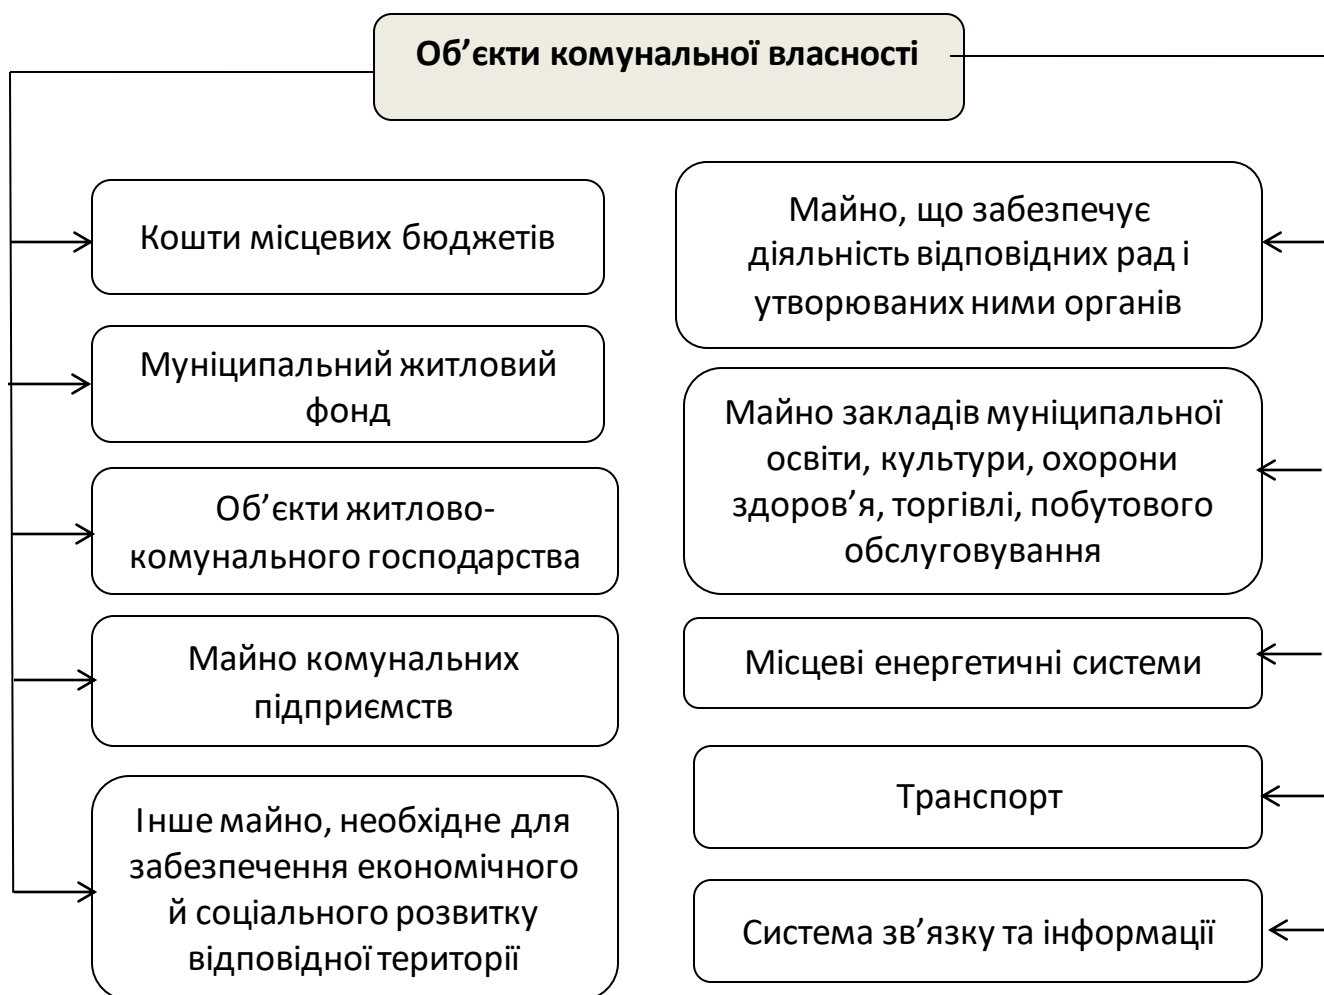 Об’єкти комунальної власності
Кошти місцевих бюджетів
Муніципальний житловий
фонд
Об’єкти житлово-
комунального господарства
Майно комунальних
підприємств
Інше майно, необхідне для
забезпечення економічного
й соціального розвитку
відповідної території
Майно, що забезпечує
діяльність відповідних рад і
утворюваних ними органів
Майно закладів муніципальної
освіти, культури, охорони
здоров’я, торгівлі, побутового
обслуговування
Місцеві енергетичні системи
Транспорт
Система зв’язку та інформації